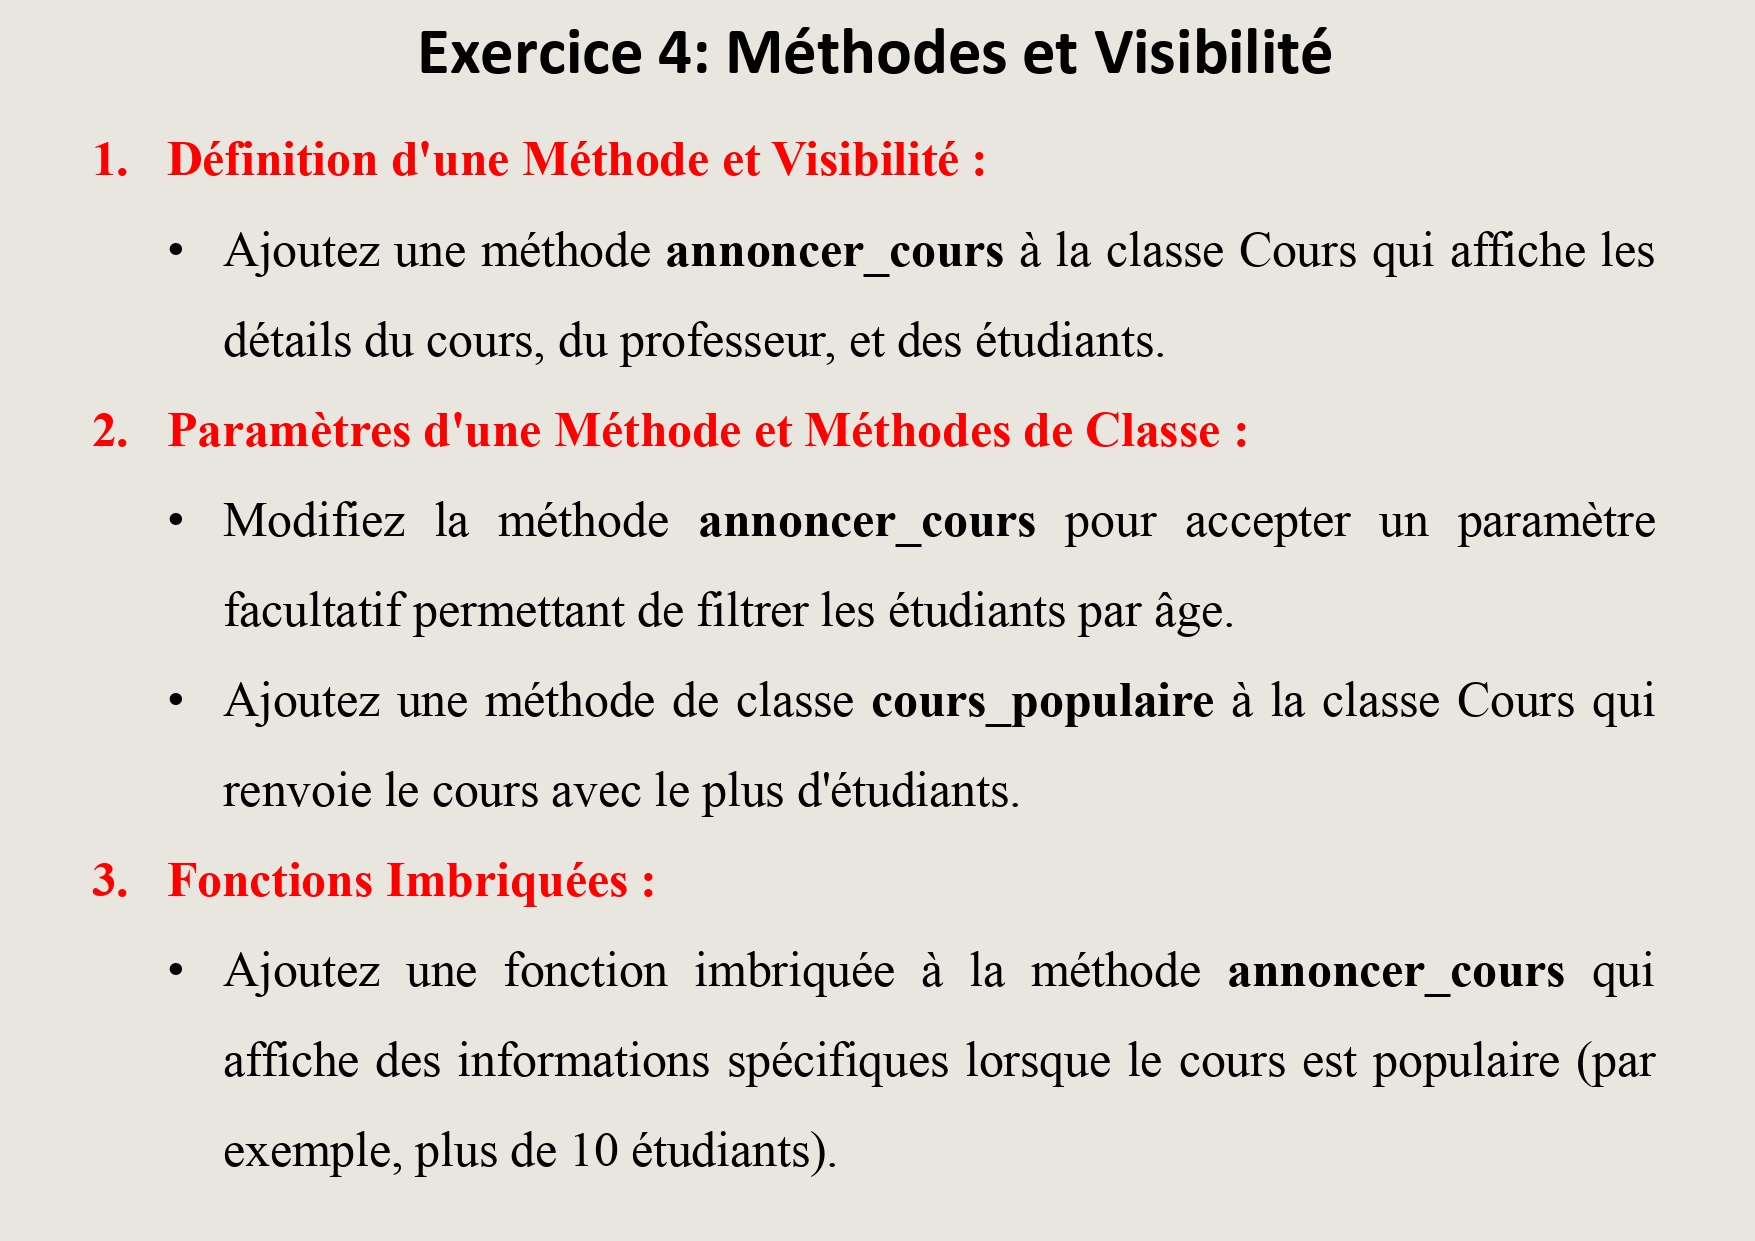 Exercice 4: Méthodes et Visibilité
1. Définition d'une Méthode et Visibilité :
• Ajoutez une méthode annoncer_cours à la classe Cours qui affiche les
détails du cours, du professeur, et des étudiants.
2. Paramètres d'une Méthode et Méthodes de Classe :
• Modifiez la méthode annoncer_cours pour accepter un paramètre
facultatif permettant de filtrer les étudiants par âge.
• Ajoutez une méthode de classe cours_populaire à la classe Cours qui
renvoie le cours avec le plus d'étudiants.
3. Fonctions Imbriquées :
• Ajoutez une fonction imbriquée à la méthode annoncer_cours qui
affiche des informations spécifiques lorsque le cours est populaire (par
exemple, plus de 10 étudiants).